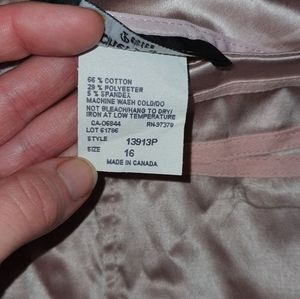 66 % COTTON
29 % POLYESTER
5 % SPANDEX
MACHINE WASH COLD/DO
NOT BLEACH/HANG TO DRY/
IRON AT LOW TEMPERATURE
CA-06844 RN-97379
LOT 61786
STYLE 13913P
SIZE 16
MADE IN CANADA